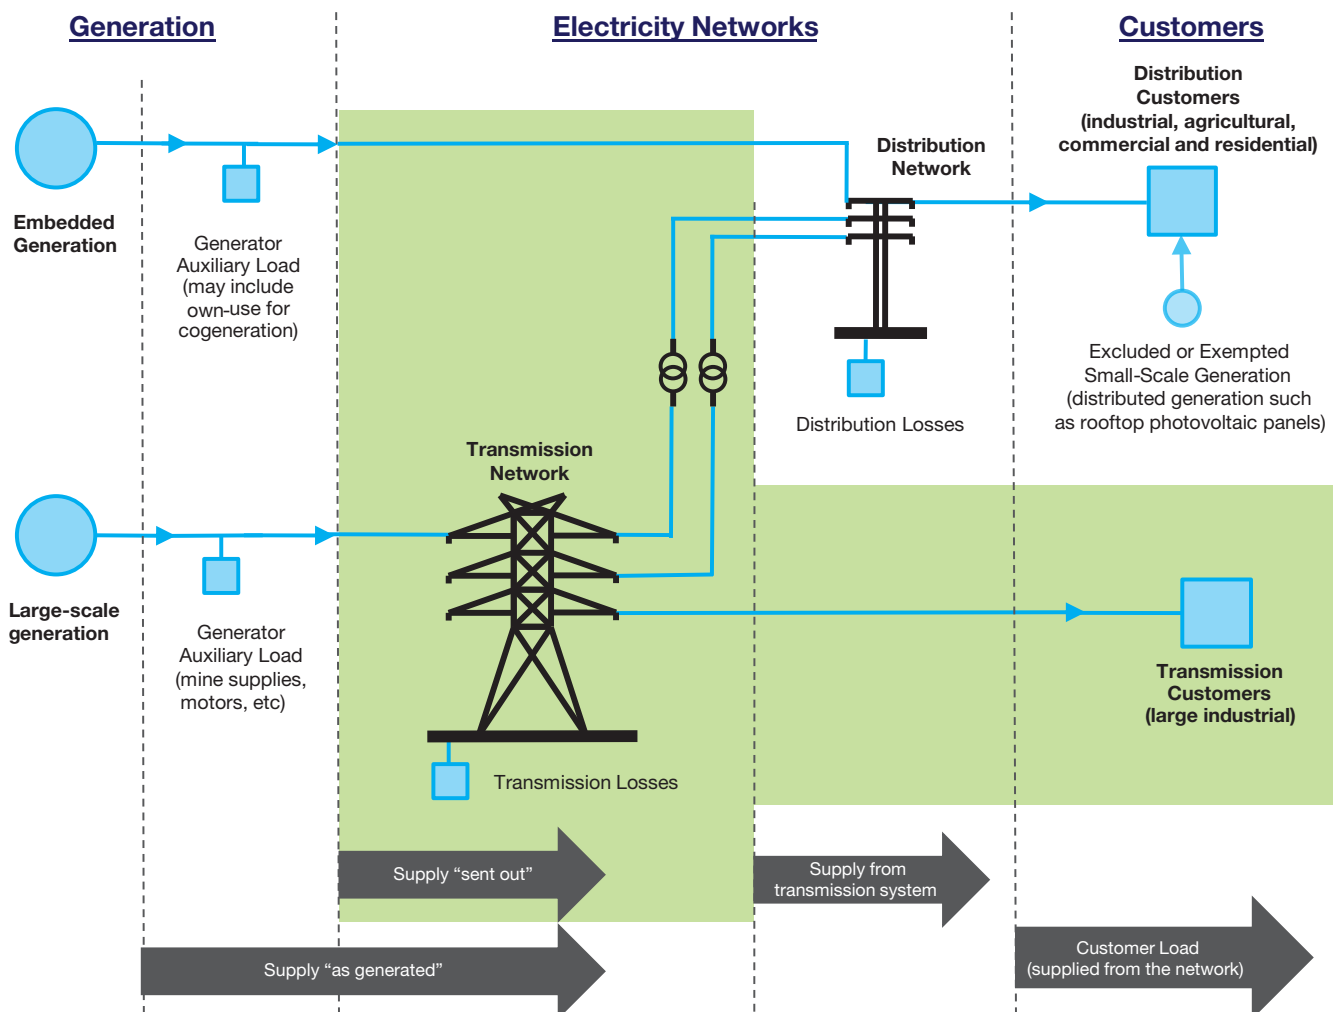 Generation
Electricity Networks
Customers
Distribution
Customers
(industrial, agricultural,
commercial and residential)
Distribution
Network
Embedded
Generation
Generator
Auxiliary Load
(may include
own-use for
cogeneration)
Excluded or Exempted
Small-Scale Generation
(distributed generation such
as rooftop photovoltaic panels)
Distribution Losses
Transmission
Network
Large-scale
generation
Generator
Auxiliary Load
(mine supplies,
motors, etc)
Transmission
Customers
(large industrial)
Transmission Losses
Supply “sent out”
Supply from
transmission system
Supply “as generated”
Customer Load
(supplied from the network)